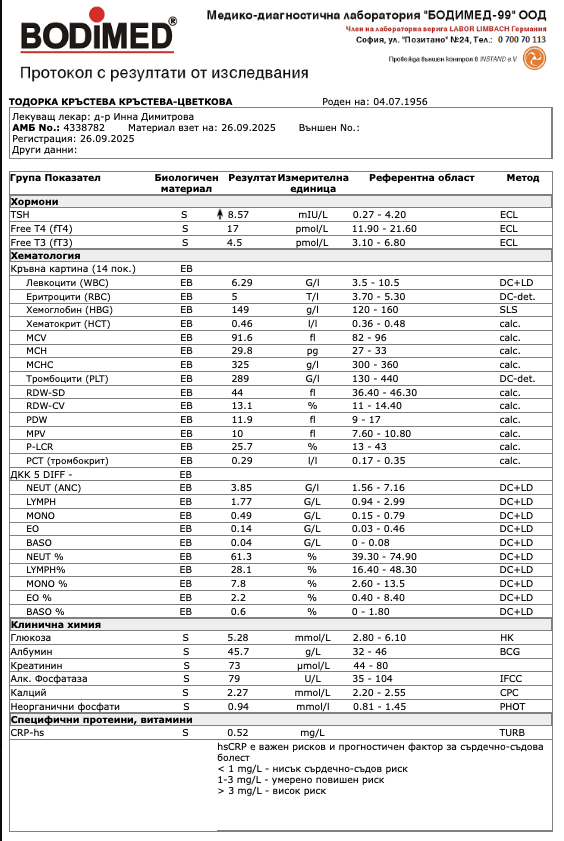 BODIMED®
Медико-диагностична лаборатория "БОДИМЕД-99" ООД
Член на лабораторна верига LABOR LIMBACH Германия
София, ул. "Позитано" №24, Тел.: 0 700 70 113
Провежда външен контрол в INSTAND e.V.
Протокол с резултати от изследвания
ТОДОРКА КРЪСТЕВА КРЪСТЕВА-ЦВЕТКОВА Роден на: 04.07.1956
Лекуващ лекар: д-р Инна Димитрова
АМБ No.: 4338782 Материал взет на: 26.09.2025 Външен No.:
Регистрация: 26.09.2025
Други данни:
Група Показател Биологичен материал Резултат Измерителна единица Референтна област Метод
Хормони
TSH S 8.57 mIU/L 0.27 - 4.20 ECL
Free T4 (fT4) S 17 pmol/L 11.90 - 21.60 ECL
Free T3 (fT3) S 4.5 pmol/L 3.10 - 6.80 ECL
Хематология
Кръвна картина (14 пок.) EB
Левкоцити (WBC) EB 6.29 G/l 3.5 - 10.5 DC+LD
Еритроцити (RBC) EB 5 T/l 3.70 - 5.30 DC-det.
Хемоглобин (HBG) EB 149 g/l 120 - 160 SLS
Хематокрит (HCT) EB 0.46 l/l 0.36 - 0.48 calc.
MCV EB 91.6 fl 82 - 96 calc.
MCH EB 29.8 pg 27 - 33 calc.
MCHC EB 325 g/l 300 - 360 calc.
Тромбоцити (PLT) EB 289 G/l 130 - 440 DC-det.
RDW-SD EB 44 fl 36.40 - 46.30 calc.
RDW-CV EB 13.1 % 11 - 14.40 calc.
PDW EB 11.9 fl 9 - 17 calc.
MPV EB 10 fl 7.60 - 10.80 calc.
P-LCR EB 25.7 % 13 - 43 calc.
PCT (тромбокрит) EB 0.29 l/l 0.17 - 0.35 calc.
ДКК 5 DIFF - EB
NEUT (ANC) EB 3.85 G/l 1.56 - 7.16 DC+LD
LYMPH EB 1.77 G/L 0.94 - 2.99 DC+LD
MONO EB 0.49 G/L 0.15 - 0.79 DC+LD
EO EB 0.14 G/L 0.03 - 0.46 DC+LD
BASO EB 0.04 G/L 0 - 0.08 DC+LD
NEUT % EB 61.3 % 39.30 - 74.90 DC+LD
LYMPH% EB 28.1 % 16.40 - 48.30 DC+LD
MONO % EB 7.8 % 2.60 - 13.5 DC+LD
EO % EB 2.2 % 0.40 - 8.40 DC+LD
BASO % EB 0.6 % 0 - 1.80 DC+LD
Клинична химия
Глюкоза S 5.28 mmol/L 2.80 - 6.10 HK
Албумин S 45.7 g/L 32 - 46 BCG
Креатинин S 73 µmol/L 44 - 80
Алк. Фосфатаза S 79 U/L 35 - 104 IFCC
Калций S 2.27 mmol/L 2.20 - 2.55 CPC
Неорганични фосфати S 0.94 mmol/l 0.81 - 1.45 PHOT
Специфични протеини, витамини
CRP-hs S 0.52 mg/L TURB
hsCRP е важен рисков и прогностичен фактор за сърдечно-съдова
болест
< 1 mg/L - нисък сърдечно-съдов риск
1-3 mg/L - умерено повишен риск
> 3 mg/L - висок риск